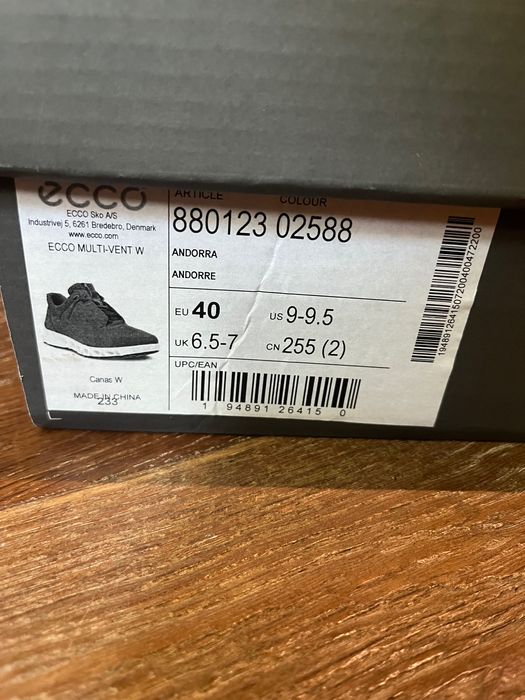 ecco
ARTICLE COLOUR
ECCO Sko A/S
Industrivej 5, 6261 Bredebro, Denmark
www.ecco.com
880123 02588
ECCO MULTI-VENT W
ANDORRA
ANDORRE
EU 40 US 9-9.5
UK 6.5-7 CN 255 (2)
UPC/EAN
Canas W
MADE IN CHINA
233
1 94891 26415 0
1948912641507200400472200